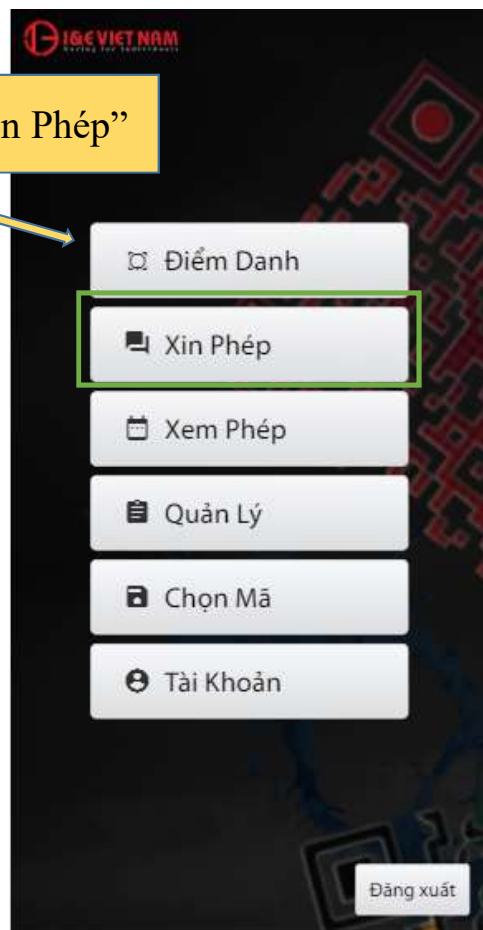 I&E VIET NAM
n Phép”
Điểm Danh
Xin Phép
Xem Phép
Quản Lý
Chọn Mã
Tài Khoản
Đăng xuất